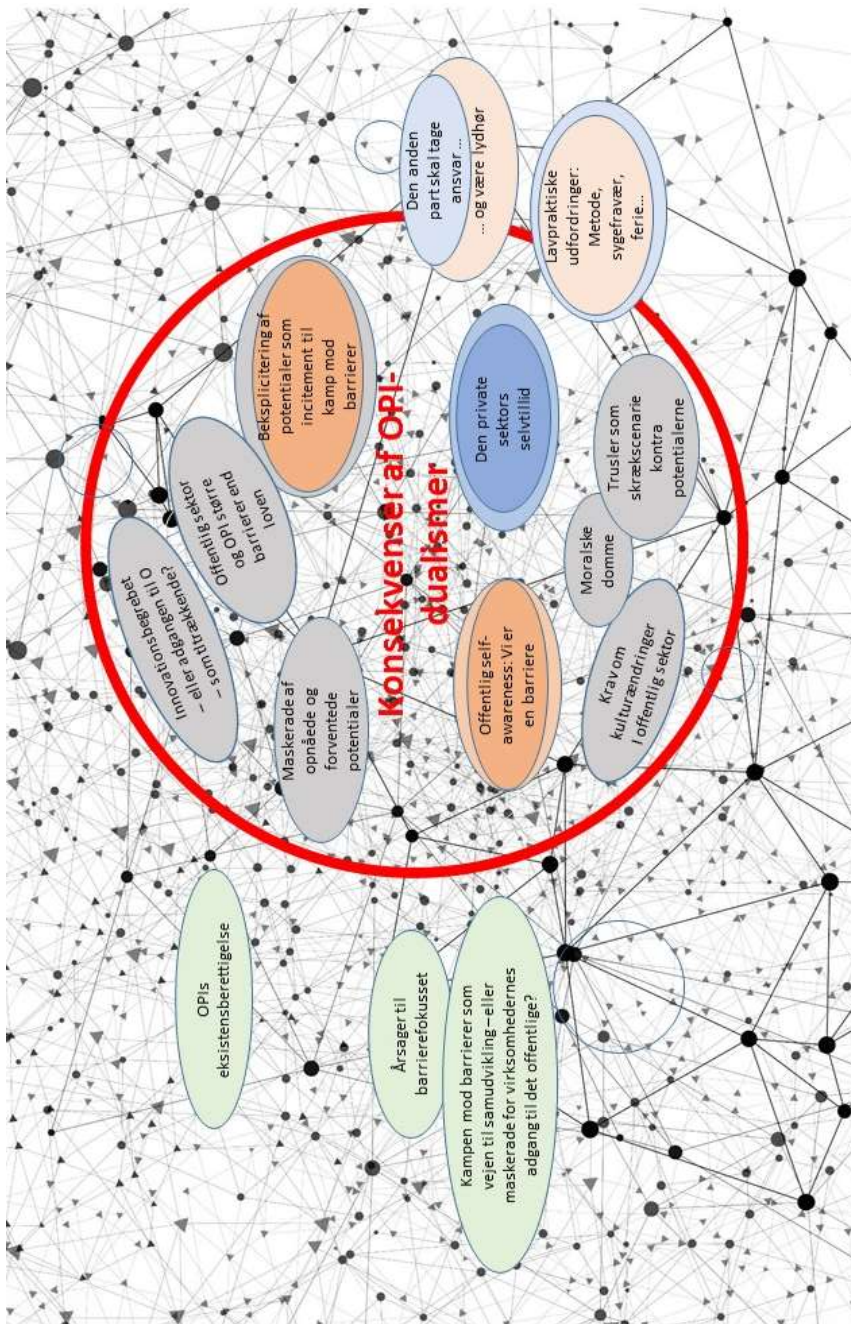 OPIs
eksistensberettigelse
Årsager til
barrierefokusset
Kampen mod barrierer som
vejen til samudvikling – eller
maskerade for virksomhedernes
adgang til det offentlige?
Innovationsbegrebet
– eller adgangen til O
– som tiltrækkende?
Offentlig sektor
og OPI større
barrierer end
loven
Beksplicitering af
potentialer som
incitement til
kamp mod
barrierer
Maskerade af
opnåede og
forventede
potentialer
Konsekvenser af OPI-
dualismer
Offentlig self-
awareness: Vi er
en barriere
Den private
sektors
selvtillid
Den anden
part skal tage
ansvar ...
... og være lydhør
Lavpraktiske
udfordringer:
Metode,
sygefravær,
ferie...
Moralske
domme
Trusler som
skrækscenarie
kontra
potentialerne
Krav om
kulturændringer
I offentlig sektor